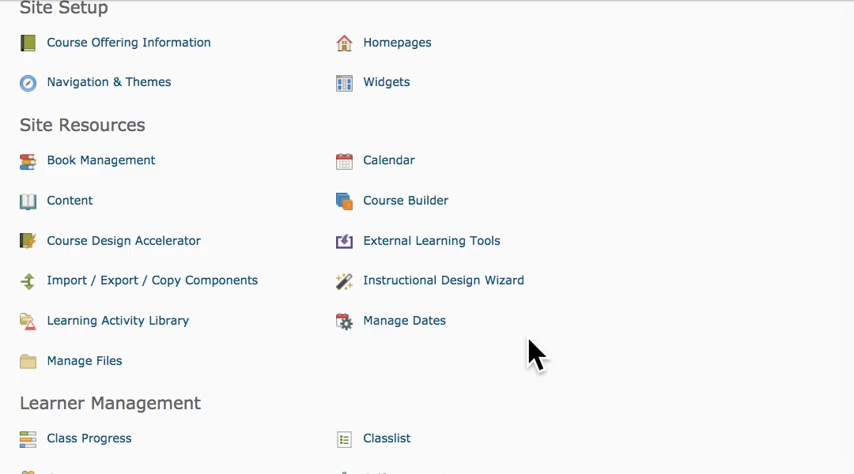 Site Setup
Course Offering Information
Homepages
Navigation & Themes
Widgets
Site Resources
Book Management
Calendar
Content
Course Builder
Course Design Accelerator
External Learning Tools
Import / Export / Copy Components
Instructional Design Wizard
Learning Activity Library
Manage Dates
Manage Files
Learner Management
Class Progress
Classlist